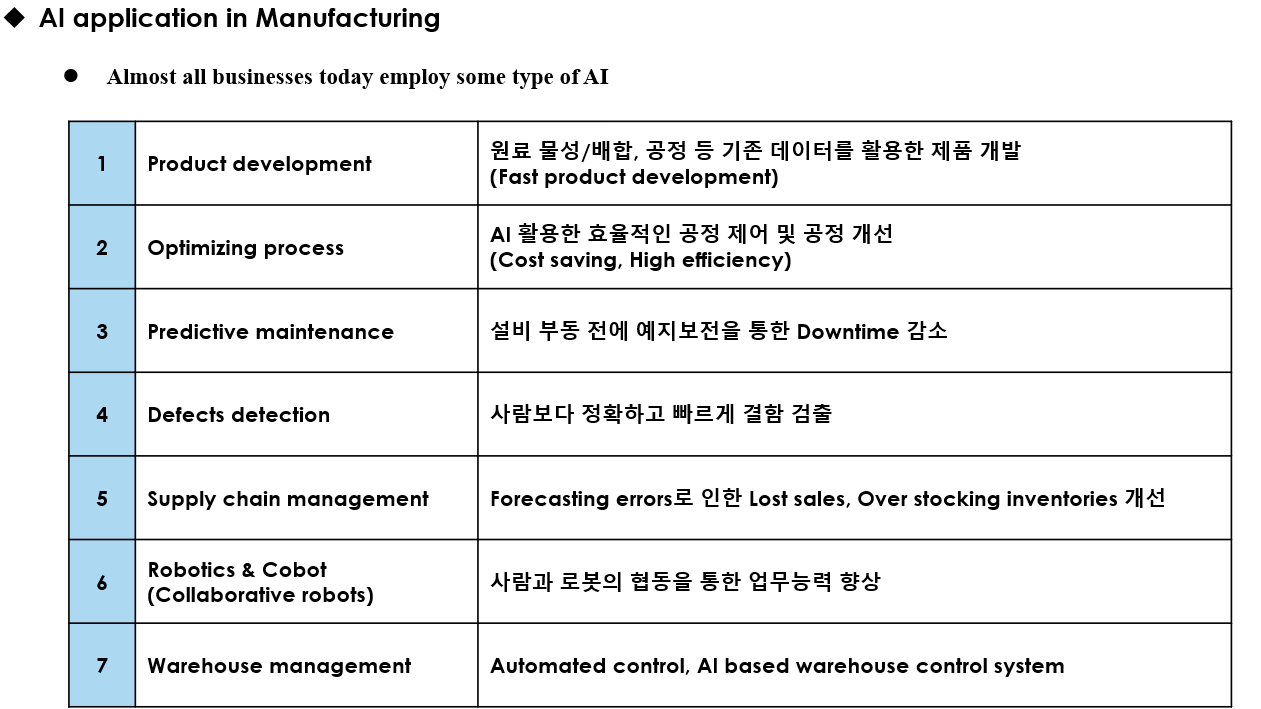 ◆ AI application in Manufacturing
● Almost all businesses today employ some type of AI
1
Product development
원료 물성/배합, 공정 등 기존 데이터를 활용한 제품 개발
(Fast product development)
2
Optimizing process
AI 활용한 효율적인 공정 제어 및 공정 개선
(Cost saving, High efficiency)
3
Predictive maintenance
설비 부동 전에 예지보전을 통한 Downtime 감소
4
Defects detection
사람보다 정확하고 빠르게 결함 검출
5
Supply chain management
Forecasting errors로 인한 Lost sales, Over stocking inventories 개선
6
Robotics & Cobot
(Collaborative robots)
사람과 로봇의 협동을 통한 업무능력 향상
7
Warehouse management
Automated control, AI based warehouse control system